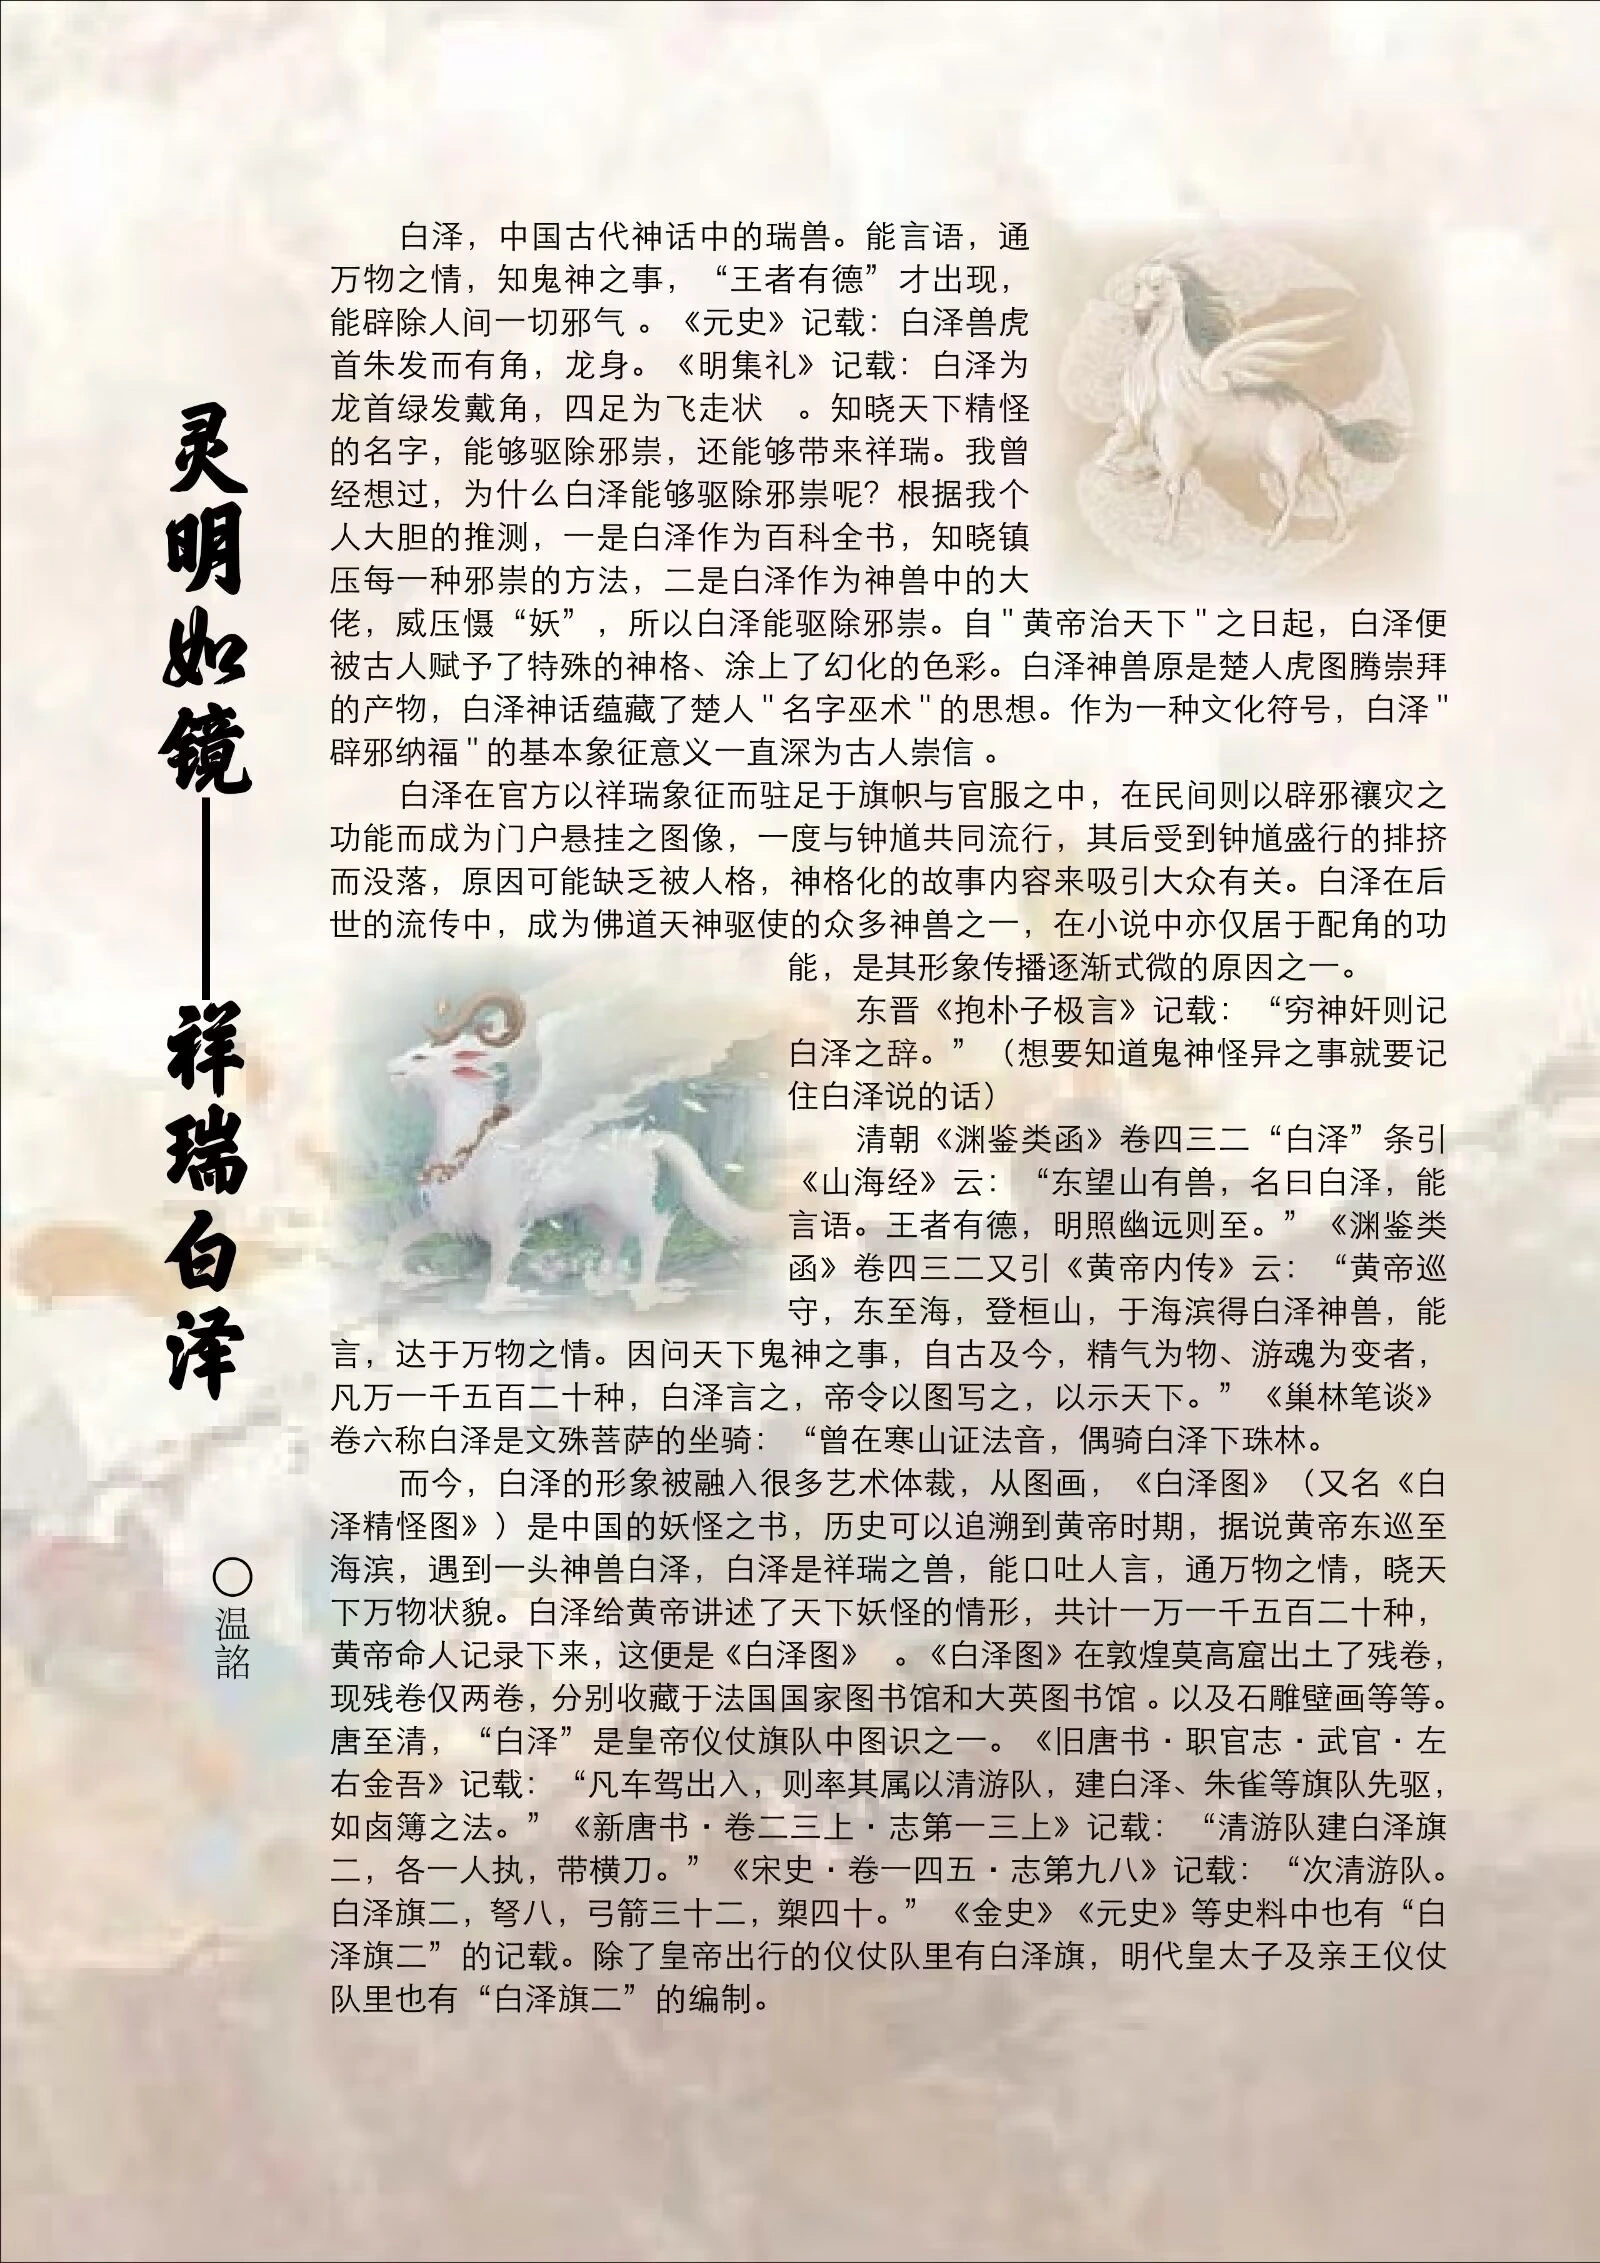 灵明如镜——祥瑞白泽
○温詺
白泽，中国古代神话中的瑞兽。能言语，通
万物之情，知鬼神之事，“王者有德”才出现，
能辟除人间一切邪气 。《元史》记载：白泽兽虎
首朱发而有角，龙身。《明集礼》记载：白泽为
龙首绿发戴角，四足为飞走状 。知晓天下精怪
的名字，能够驱除邪祟，还能够带来祥瑞。我曾
经想过，为什么白泽能够驱除邪祟呢？根据我个
人大胆的推测，一是白泽作为百科全书，知晓镇
压每一种邪祟的方法，二是白泽作为神兽中的大
佬，威压慑“妖”，所以白泽能驱除邪祟。自"黄帝治天下"之日起，白泽便
被古人赋予了特殊的神格、涂上了幻化的色彩。白泽神兽原是楚人虎图腾崇拜
的产物，白泽神话蕴藏了楚人"名字巫术"的思想。作为一种文化符号，白泽"
辟邪纳福"的基本象征意义一直深为古人崇信 。
白泽在官方以祥瑞象征而驻足于旗帜与官服之中，在民间则以辟邪禳灾之
功能而成为门户悬挂之图像，一度与钟馗共同流行，其后受到钟馗盛行的排挤
而没落，原因可能缺乏被人格，神格化的故事内容来吸引大众有关。白泽在后
世的流传中，成为佛道天神驱使的众多神兽之一，在小说中亦仅居于配角的功
能，是其形象传播逐渐式微的原因之一。
东晋《抱朴子极言》记载：“穷神奸则记
白泽之辞。”（想要知道鬼神怪异之事就要记
住白泽说的话）
清朝《渊鉴类函》卷四三二“白泽”条引
《山海经》云：“东望山有兽，名曰白泽，能
言语。王者有德，明照幽远则至。”《渊鉴类
函》卷四三二又引《黄帝内传》云：“黄帝巡
守，东至海，登桓山，于海滨得白泽神兽，能
言，达于万物之情。因问天下鬼神之事，自古及今，精气为物、游魂为变者，
凡万一千五百二十种，白泽言之，帝令以图写之，以示天下。”《巢林笔谈》
卷六称白泽是文殊菩萨的坐骑：“曾在寒山证法音，偶骑白泽下珠林。
而今，白泽的形象被融入很多艺术体裁，从图画，《白泽图》（又名《白
泽精怪图》）是中国的妖怪之书，历史可以追溯到黄帝时期，据说黄帝东巡至
海滨，遇到一头神兽白泽，白泽是祥瑞之兽，能口吐人言，通万物之情，晓天
下万物状貌。白泽给黄帝讲述了天下妖怪的情形，共计一万一千五百二十种，
黄帝命人记录下来，这便是《白泽图》 。《白泽图》在敦煌莫高窟出土了残卷，
现残卷仅两卷，分别收藏于法国国家图书馆和大英图书馆 。以及石雕壁画等等。
唐至清，“白泽”是皇帝仪仗旗队中图识之一。《旧唐书·职官志·武官·左
右金吾》记载：“凡车驾出入，则率其属以清游队，建白泽、朱雀等旗队先驱，
如卤簿之法。”《新唐书·卷二三上·志第一三上》记载：“清游队建白泽旗
二，各一人执，带横刀。”《宋史·卷一四五·志第九八》记载：“次清游队。
白泽旗二，弩八，弓箭三十二，槊四十。”《金史》《元史》等史料中也有“白
泽旗二”的记载。除了皇帝出行的仪仗队里有白泽旗，明代皇太子及亲王仪仗
队里也有“白泽旗二”的编制。